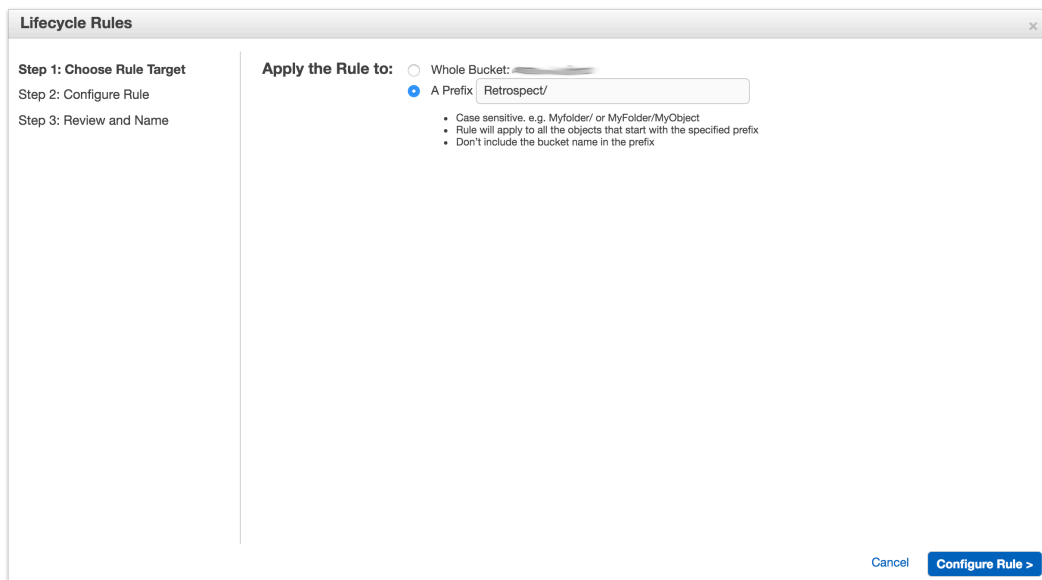 Lifecycle Rules ×
Step 1: Choose Rule Target
Step 2: Configure Rule
Step 3: Review and Name
Apply the Rule to:
Whole Bucket:
A Prefix Retrospect/
• Case sensitive. e.g. Myfolder/ or MyFolder/MyObject
• Rule will apply to all the objects that start with the specified prefix
• Don't include the bucket name in the prefix
Cancel Configure Rule >